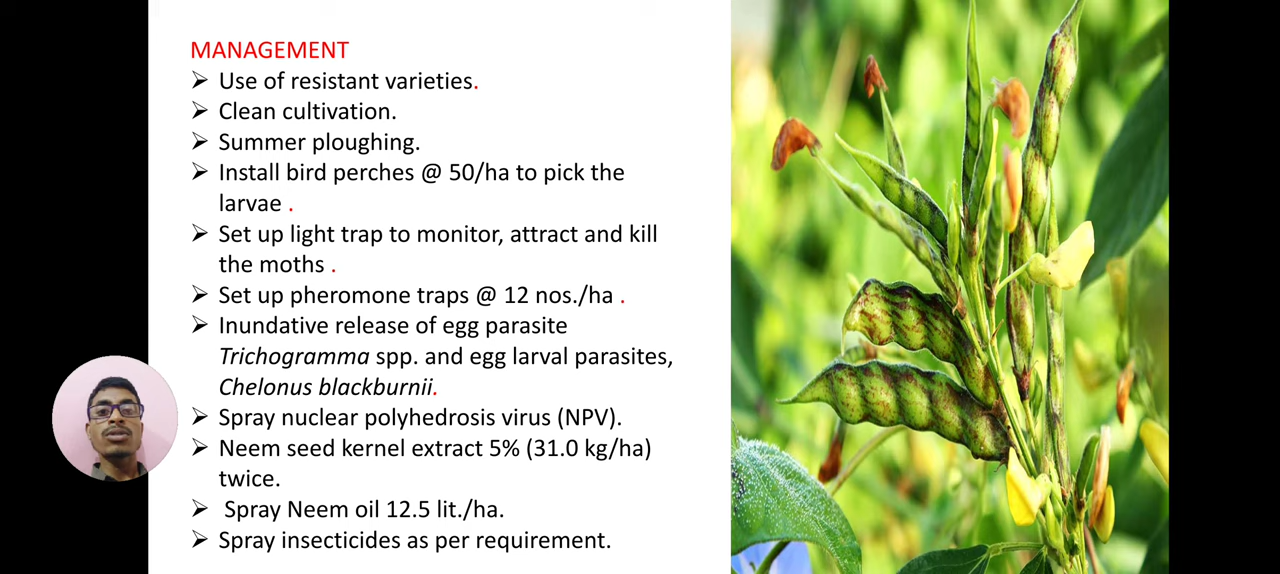 MANAGEMENT
➢ Use of resistant varieties.
➢ Clean cultivation.
➢ Summer ploughing.
➢ Install bird perches @ 50/ha to pick the
larvae .
➢ Set up light trap to monitor, attract and kill
the moths .
➢ Set up pheromone traps @ 12 nos./ha .
➢ Inundative release of egg parasite
Trichogramma spp. and egg larval parasites,
Chelonus blackburnii.
➢ Spray nuclear polyhedrosis virus (NPV).
➢ Neem seed kernel extract 5% (31.0 kg/ha)
twice.
➢ Spray Neem oil 12.5 lit./ha.
➢ Spray insecticides as per requirement.